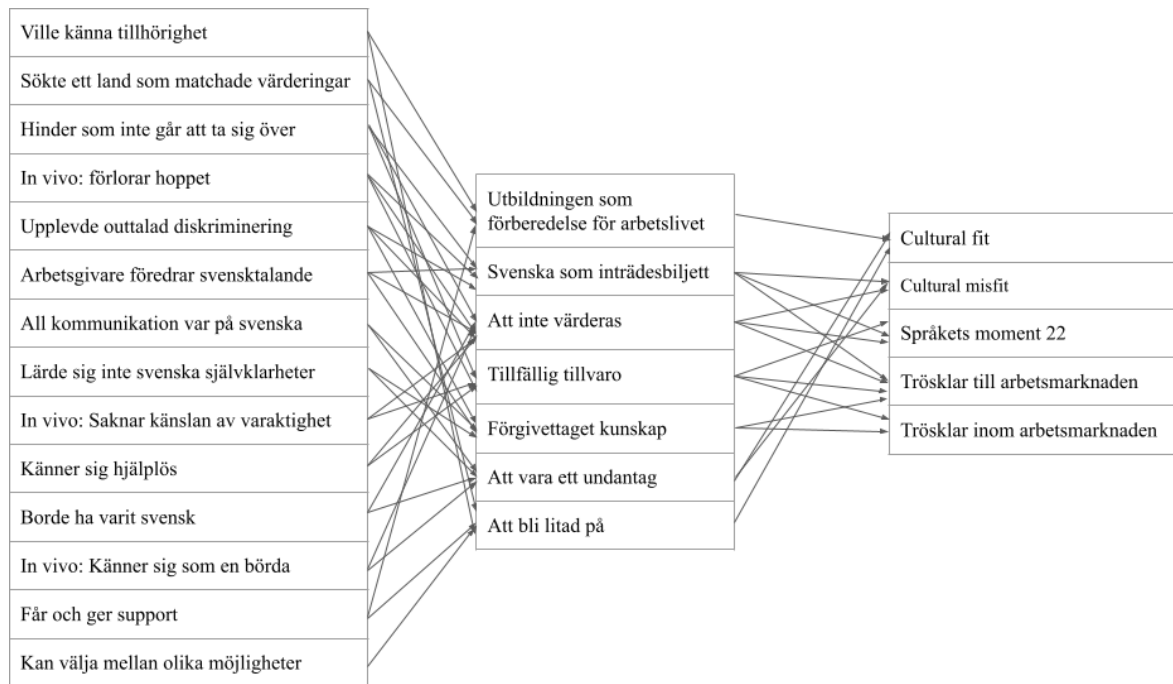 Ville känna tillhörighet
Sökte ett land som matchade värderingar
Hinder som inte går att ta sig över
In vivo: förlorar hoppet
Upplevde outtalad diskriminering
Arbetsgivare föredrar svensktalande
All kommunikation var på svenska
Lärde sig inte svenska självklarheter
In vivo: Saknar känslan av varaktighet
Känner sig hjälplös
Borde ha varit svensk
In vivo: Känner sig som en börda
Får och ger support
Kan välja mellan olika möjligheter
Utbildningen som
förberedelse för arbetslivet
Svenska som inträdesbiljett
Att inte värderas
Tillfällig tillvaro
Förgivettaget kunskap
Att vara ett undantag
Att bli litad på
Cultural fit
Cultural misfit
Språkets moment 22
Trösklar till arbetsmarknaden
Trösklar inom arbetsmarknaden